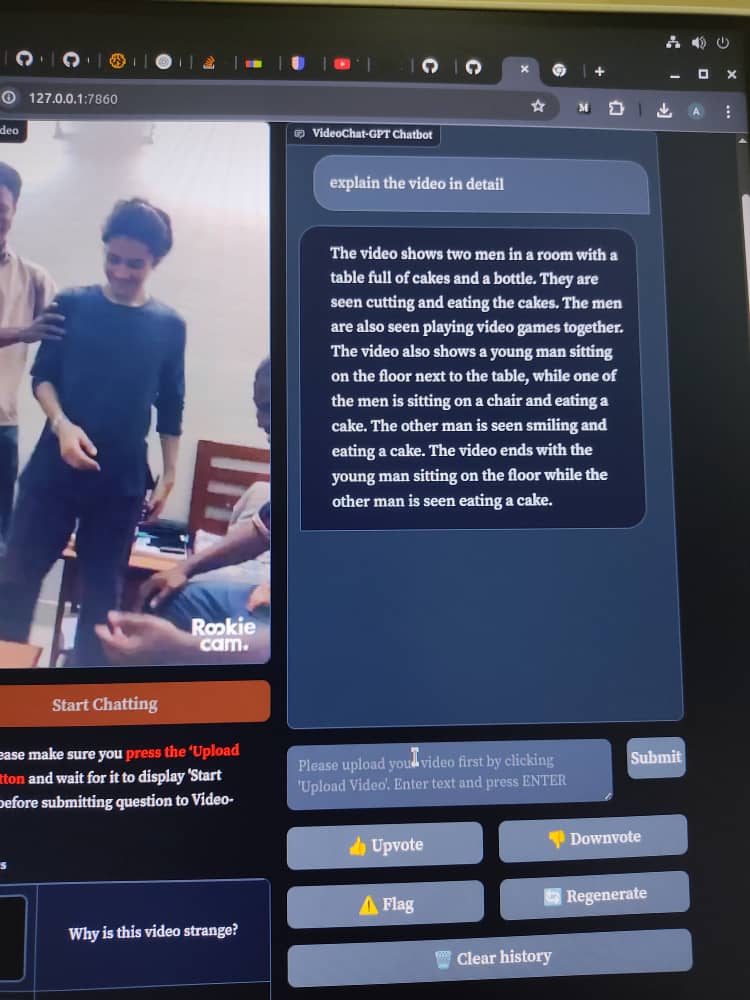 127.0.0.1:7860
deo
VideoChat-GPT Chatbot
explain the video in detail
The video shows two men in a room with a
table full of cakes and a bottle. They are
seen cutting and eating the cakes. The men
are also seen playing video games together.
The video also shows a young man sitting
on the floor next to the table, while one of
the men is sitting on a chair and eating a
cake. The other man is seen smiling and
eating a cake. The video ends with the
young man sitting on the floor while the
other man is seen eating a cake.
Rookie
cam.
Start Chatting
ease make sure you press the 'Upload
tton and wait for it to display 'Start
before submitting question to Video-
s
Why is this video strange?
Please upload your video first by clicking
'Upload Video'. Enter text and press ENTER
Submit
👍 Upvote
👎 Downvote
⚠️ Flag
🔄 Regenerate
🗑️ Clear history
M
A